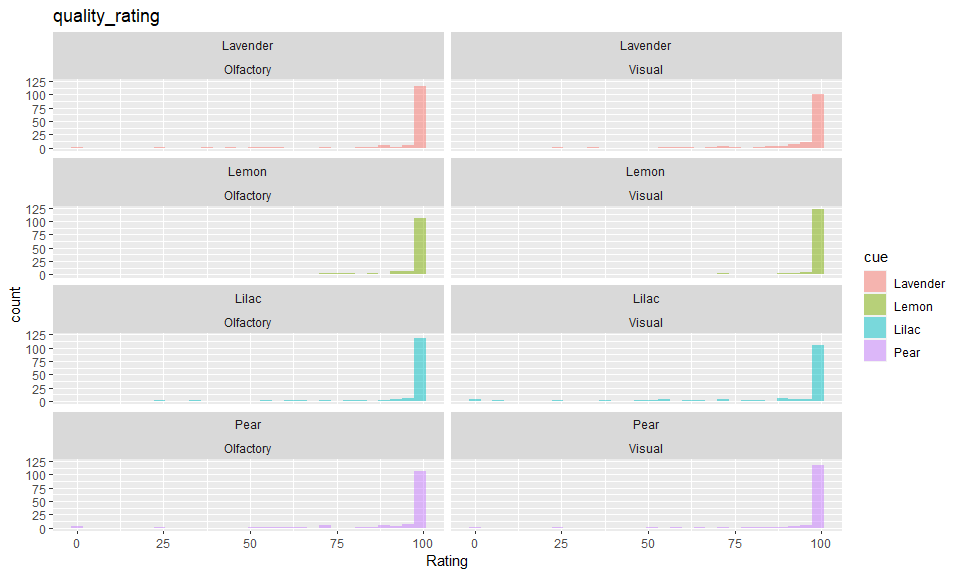 quality_rating
Lavender
Olfactory
Lavender
Visual
125
100
75
50
25
0
Lemon
Olfactory
Lemon
Visual
125
100
75
50
25
0
Lilac
Olfactory
Lilac
Visual
125
100
75
50
25
0
Pear
Olfactory
Pear
Visual
125
100
75
50
25
0
0 25 50 75 100
0 25 50 75 100
Rating
count
cue
Lavender
Lemon
Lilac
Pear